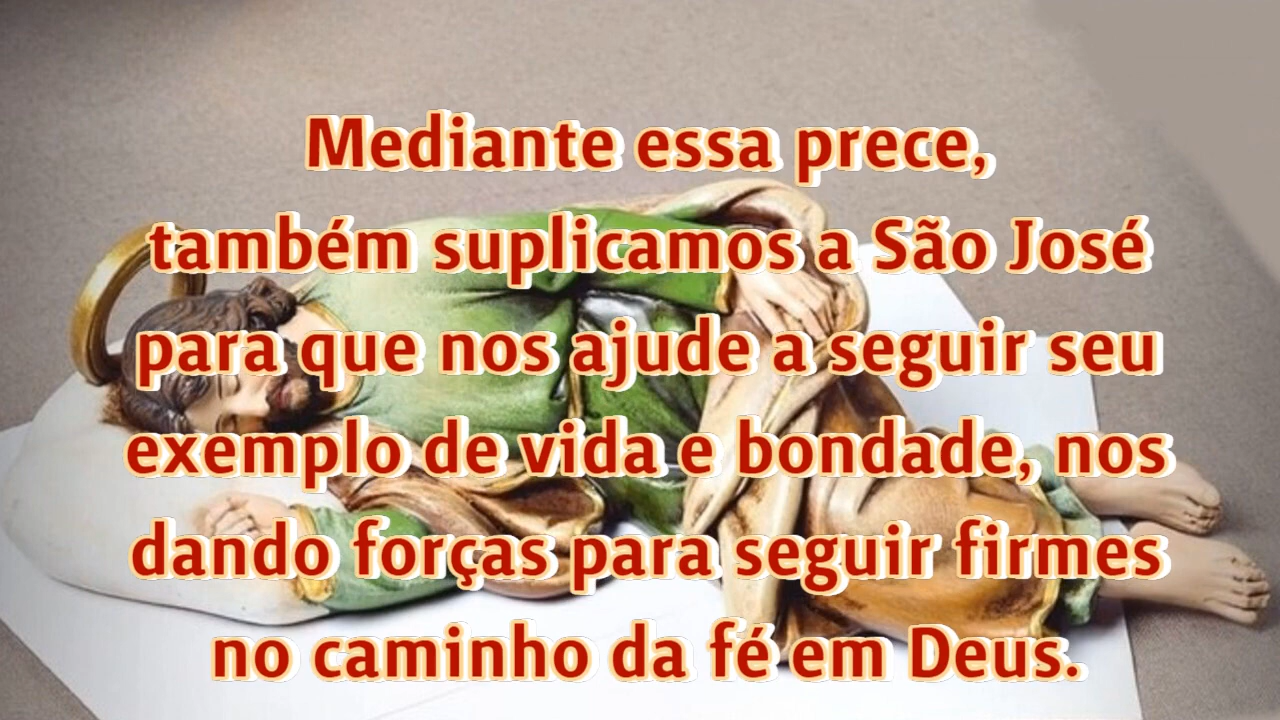 Mediante essa prece,
também suplicamos a São José
para que nos ajude a seguir seu
exemplo de vida e bondade, nos
dando forças para seguir firmes
no caminho da fé em Deus.